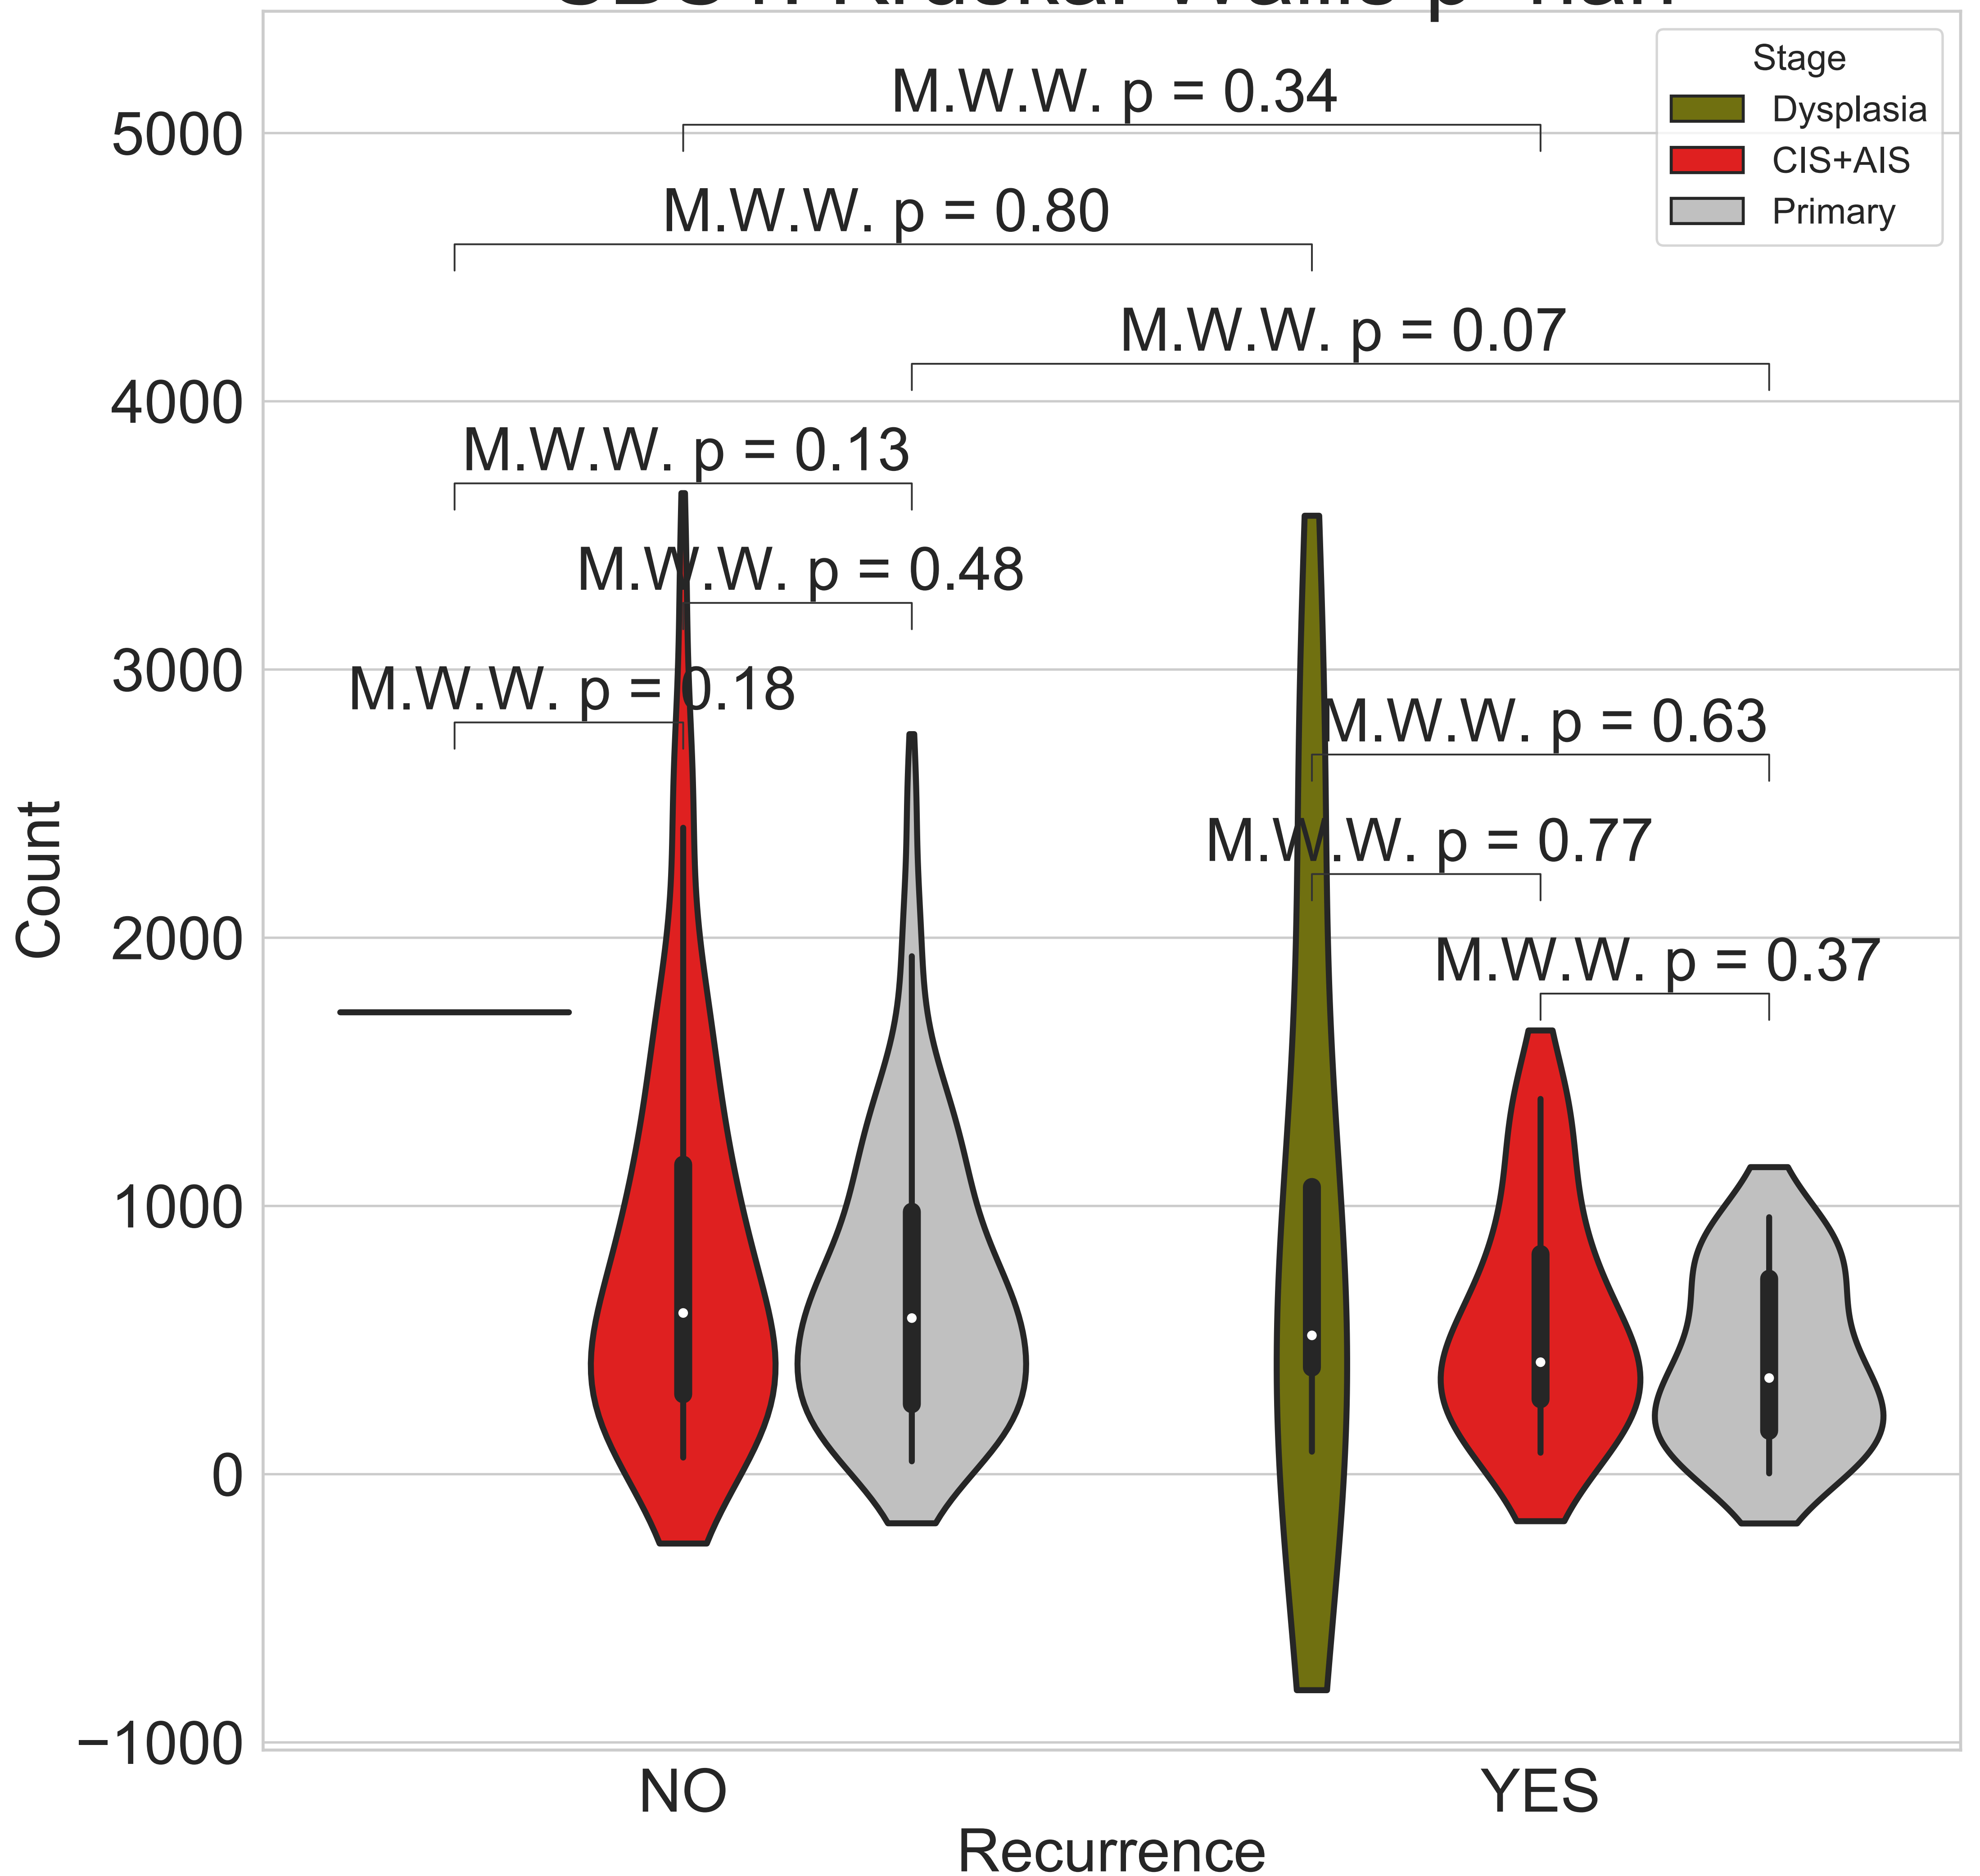 Stage
Dysplasia
CIS+AIS
Primary
M.W.W. p = 0.34
M.W.W. p = 0.80
M.W.W. p = 0.07
M.W.W. p = 0.13
M.W.W. p = 0.48
M.W.W. p = 0.18
M.W.W. p = 0.63
M.W.W. p = 0.77
M.W.W. p = 0.37
5000
4000
3000
2000
1000
0
−1000
Count
NO
YES
Recurrence